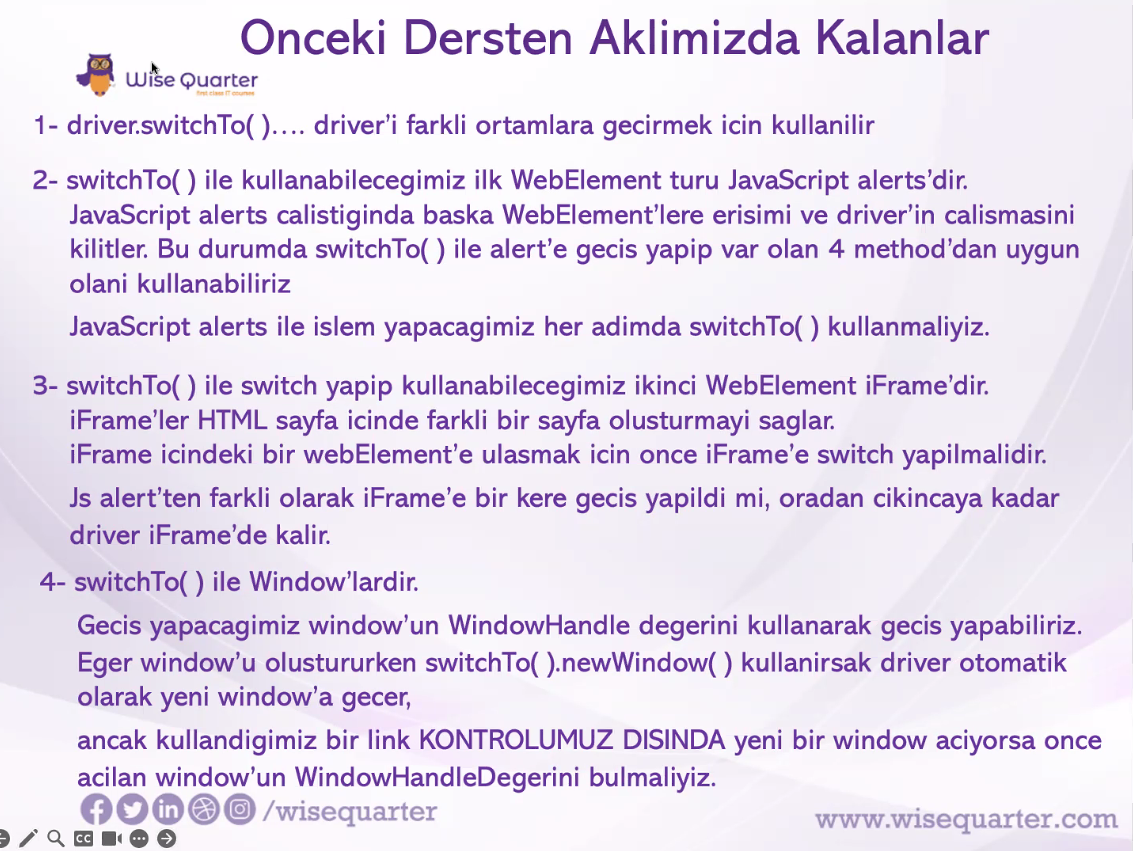 Onceki Dersten Aklimizda Kalanlar
Wise Quarter
first class IT courses
1- driver.switchTo( )…. driver’i farkli ortamlara gecirmek icin kullanilir
2- switchTo( ) ile kullanabilecegimiz ilk WebElement turu JavaScript alerts’dir.
JavaScript alerts calistiginda baska WebElement’lere erisimi ve driver’in calismasini
kilitler. Bu durumda switchTo( ) ile alert’e gecis yapip var olan 4 method’dan uygun
olani kullanabiliriz
JavaScript alerts ile islem yapacagimiz her adimda switchTo( ) kullanmaliyiz.
3- switchTo( ) ile switch yapip kullanabilecegimiz ikinci WebElement iFrame’dir.
iFrame’ler HTML sayfa icinde farkli bir sayfa olusturmayi saglar.
iFrame icindeki bir webElement’e ulasmak icin once iFrame’e switch yapilmalidir.
Js alert’ten farkli olarak iFrame’e bir kere gecis yapildi mi, oradan cikincaya kadar
driver iFrame’de kalir.
4- switchTo( ) ile Window’lardir.
Gecis yapacagimiz window’un WindowHandle degerini kullanarak gecis yapabiliriz.
Eger window’u olustururken switchTo( ).newWindow( ) kullanirsak driver otomatik
olarak yeni window’a gecer,
ancak kullandigimiz bir link KONTROLUMUZ DISINDA yeni bir window aciyorsa once
acilan window’un WindowHandleDegerini bulmaliyiz.
/wisequarter
www.wisequarter.com
CC